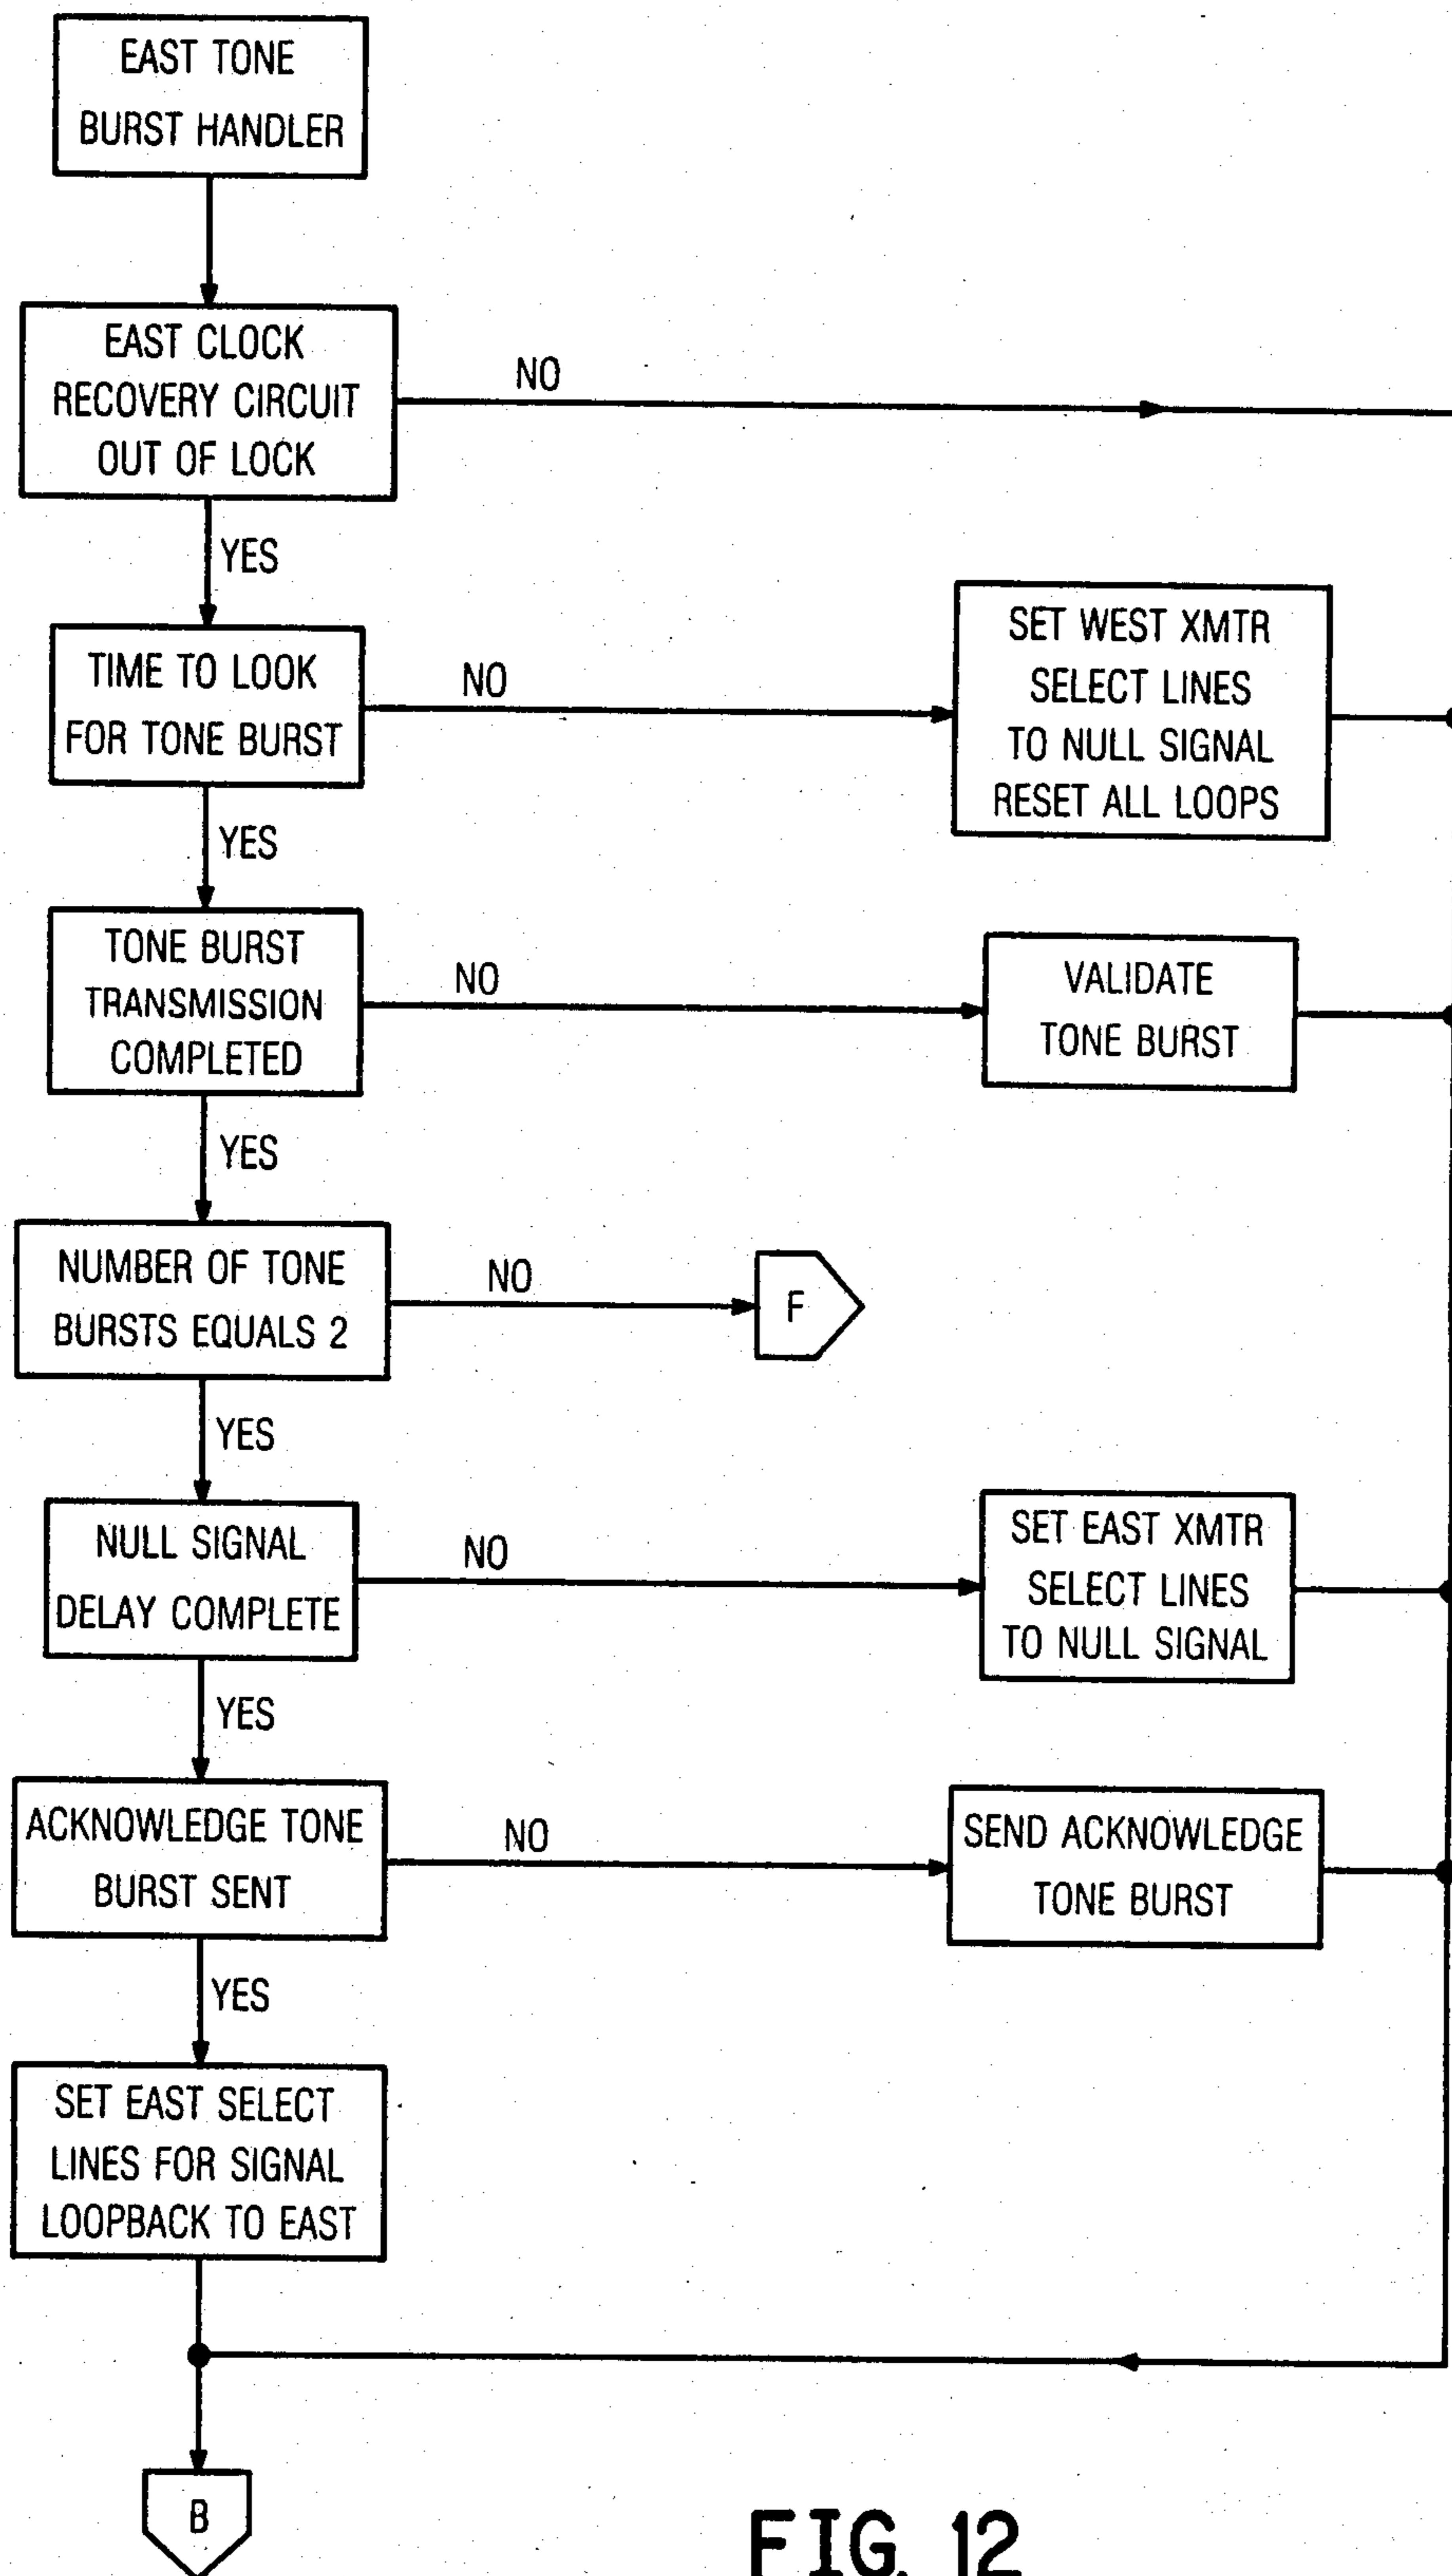 EAST TONE
BURST HANDLER
EAST CLOCK
RECOVERY CIRCUIT
OUT OF LOCK
NO
YES
TIME TO LOOK
FOR TONE BURST
NO
SET WEST XMTR
SELECT LINES
TO NULL SIGNAL
RESET ALL LOOPS
YES
TONE BURST
TRANSMISSION
COMPLETED
NO
VALIDATE
TONE BURST
YES
NUMBER OF TONE
BURSTS EQUALS 2
NO
F
YES
NULL SIGNAL
DELAY COMPLETE
NO
SET EAST XMTR
SELECT LINES
TO NULL SIGNAL
YES
ACKNOWLEDGE TONE
BURST SENT
NO
SEND ACKNOWLEDGE
TONE BURST
YES
SET EAST SELECT
LINES FOR SIGNAL
LOOPBACK TO EAST
B
FIG. 12